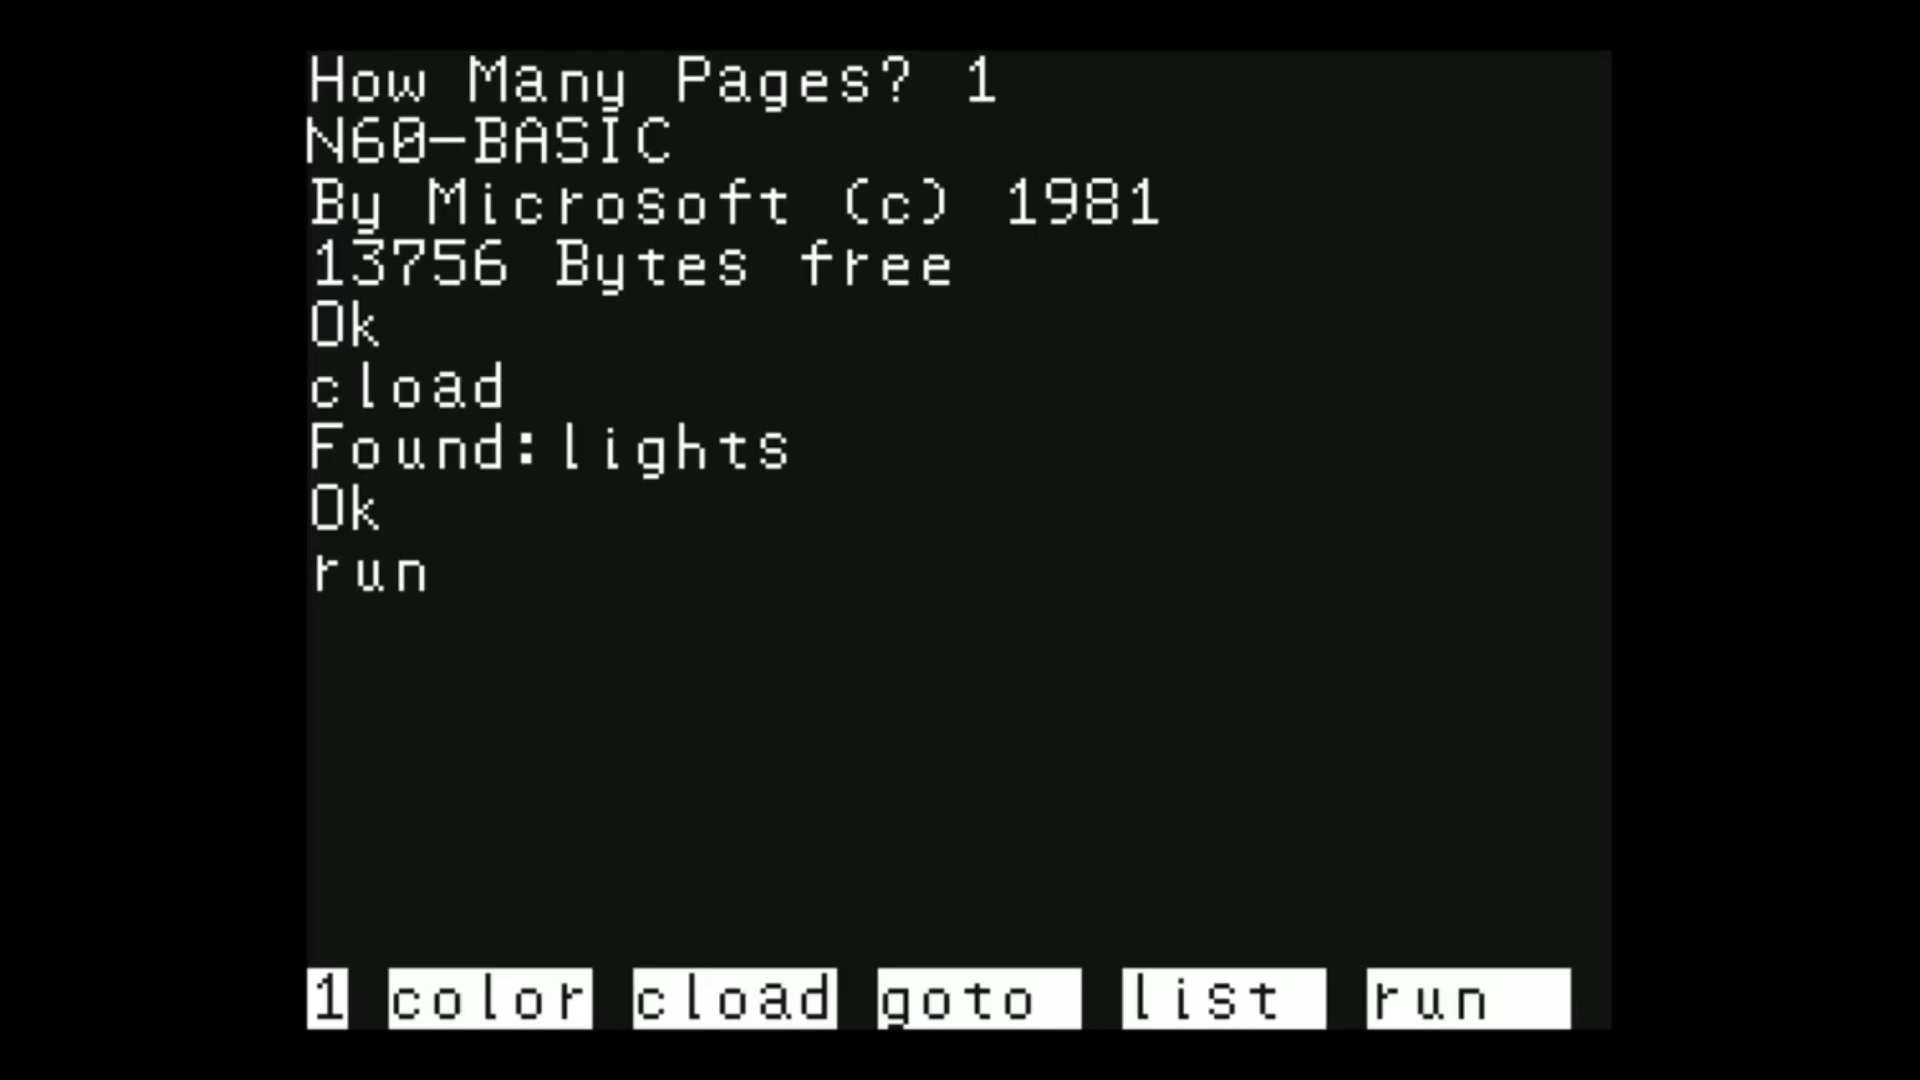 How Many Pages? 1
N60-BASIC
By Microsoft (c) 1981
13756 Bytes free
Ok
cload
Found:lights
Ok
run
1 color cload goto list run